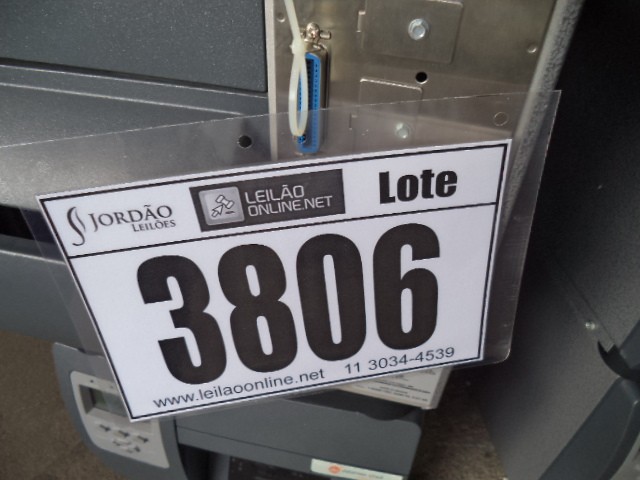 JORDÃO
LEILÕES
LEILÃO
ONLINE.NET
Lote
3806
www.leilaoonline.net 11 3034-4539